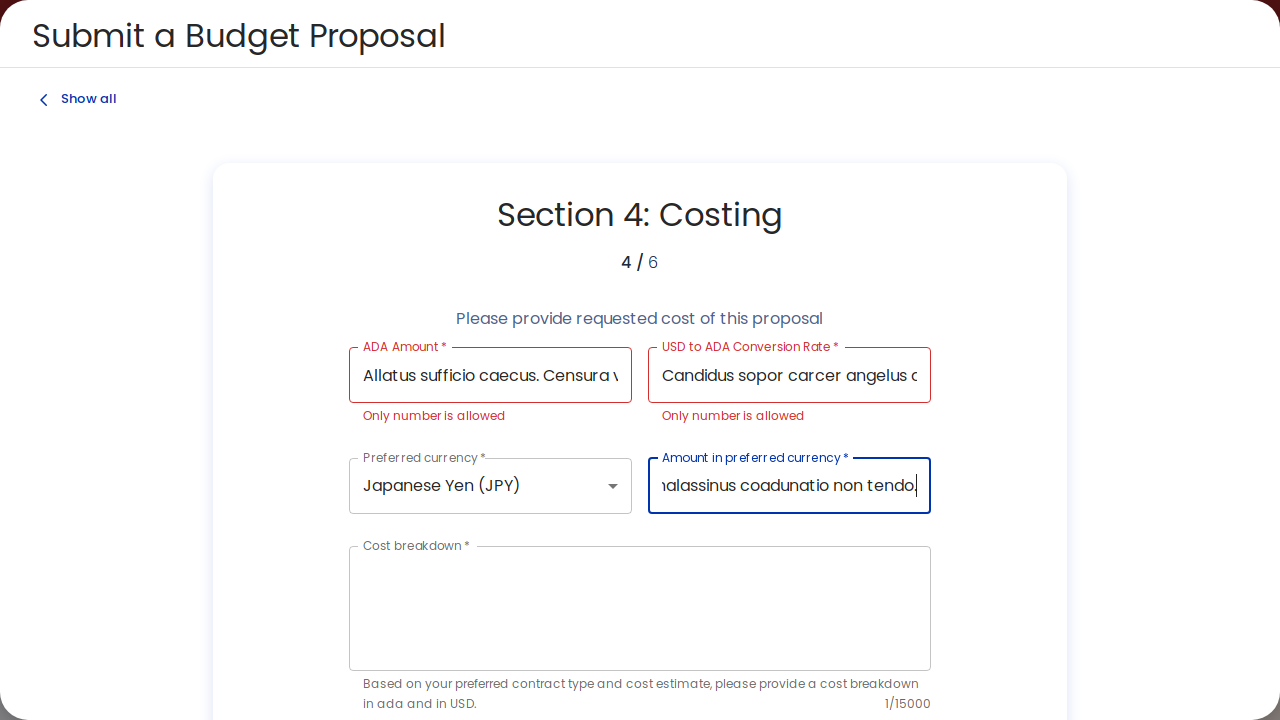 Submit a Budget Proposal
Show all
Section 4: Costing
4 / 6
Please provide requested cost of this proposal
ADA Amount *
USD to ADA Conversion Rate *
Allatus sufficio caecus. Censura
Candidus sopor carcer angelus
Only number is allowed
Only number is allowed
Preferred currency *
Amount in preferred currency *
Japanese Yen (JPY)
coadunatio non tendo.
Cost breakdown *
Based on your preferred contract type and cost estimate, please provide a cost breakdown
in ada and in USD.
1/15000